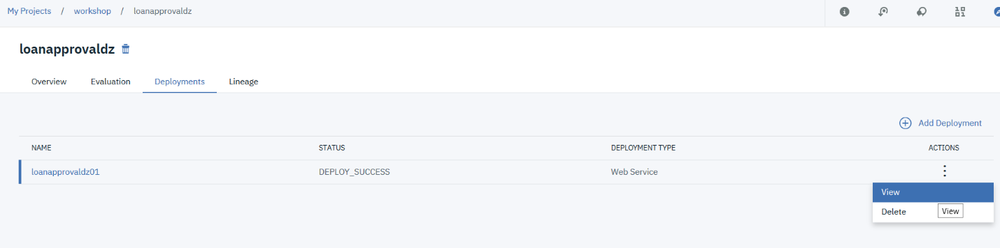 My Projects / workshop / loanapprovaldz
loanapprovaldz
Overview Evaluation Deployments Lineage
Add Deployment
NAME STATUS DEPLOYMENT TYPE ACTIONS
loanapprovaldz01 DEPLOY_SUCCESS Web Service
View
Delete View